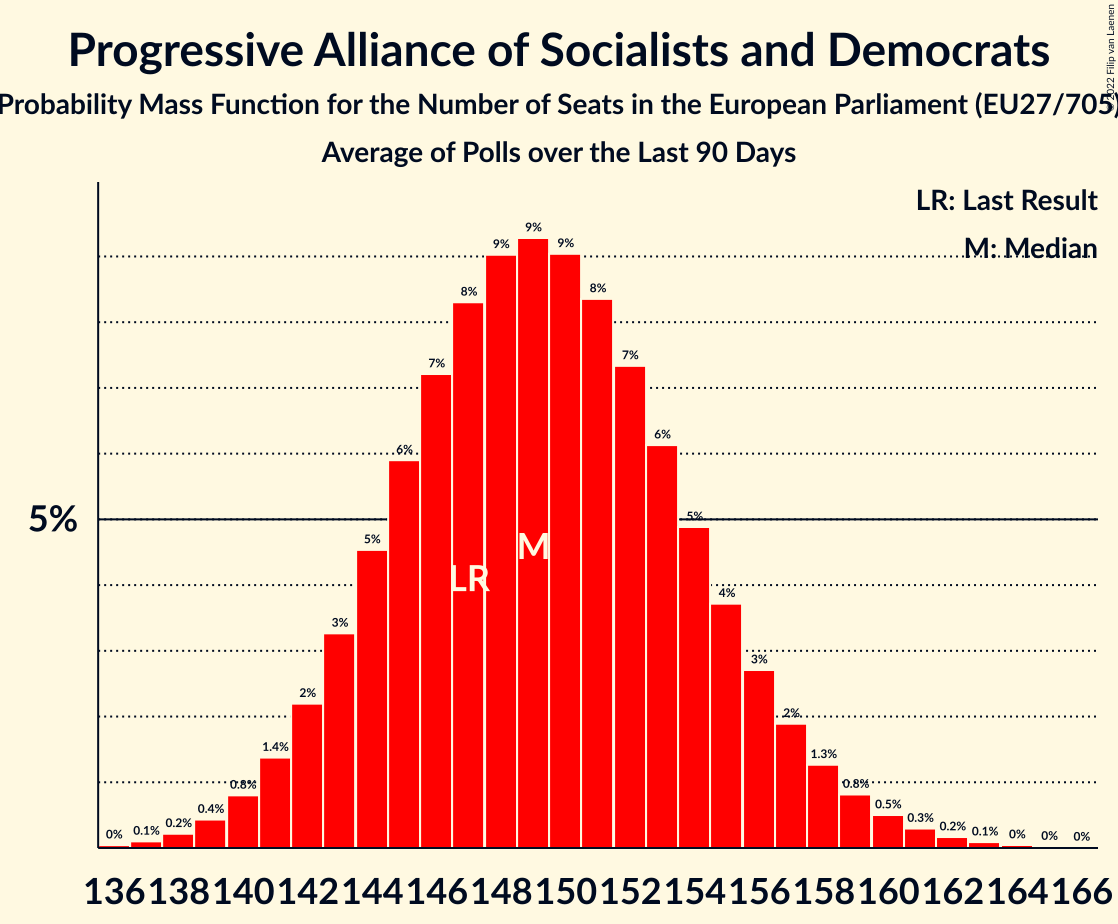 Progressive Alliance of Socialists and Democrats
Probability Mass Function for the Number of Seats in the European Parliament (EU27/705)
Average of Polls over the Last 90 Days
© 2022 Filip van Laenen
LR: Last Result
M: Median
5%
0% 0.1% 0.2% 0.4% 0.8% 1.4% 2% 3% 5% 6% 7% 8% 9% 9% 9% 8% 7% 6% 5% 4% 3% 2% 1.3% 0.8% 0.5% 0.3% 0.2% 0.1% 0% 0% 0%
LR M
136 138 140 142 144 146 148 150 152 154 156 158 160 162 164 166